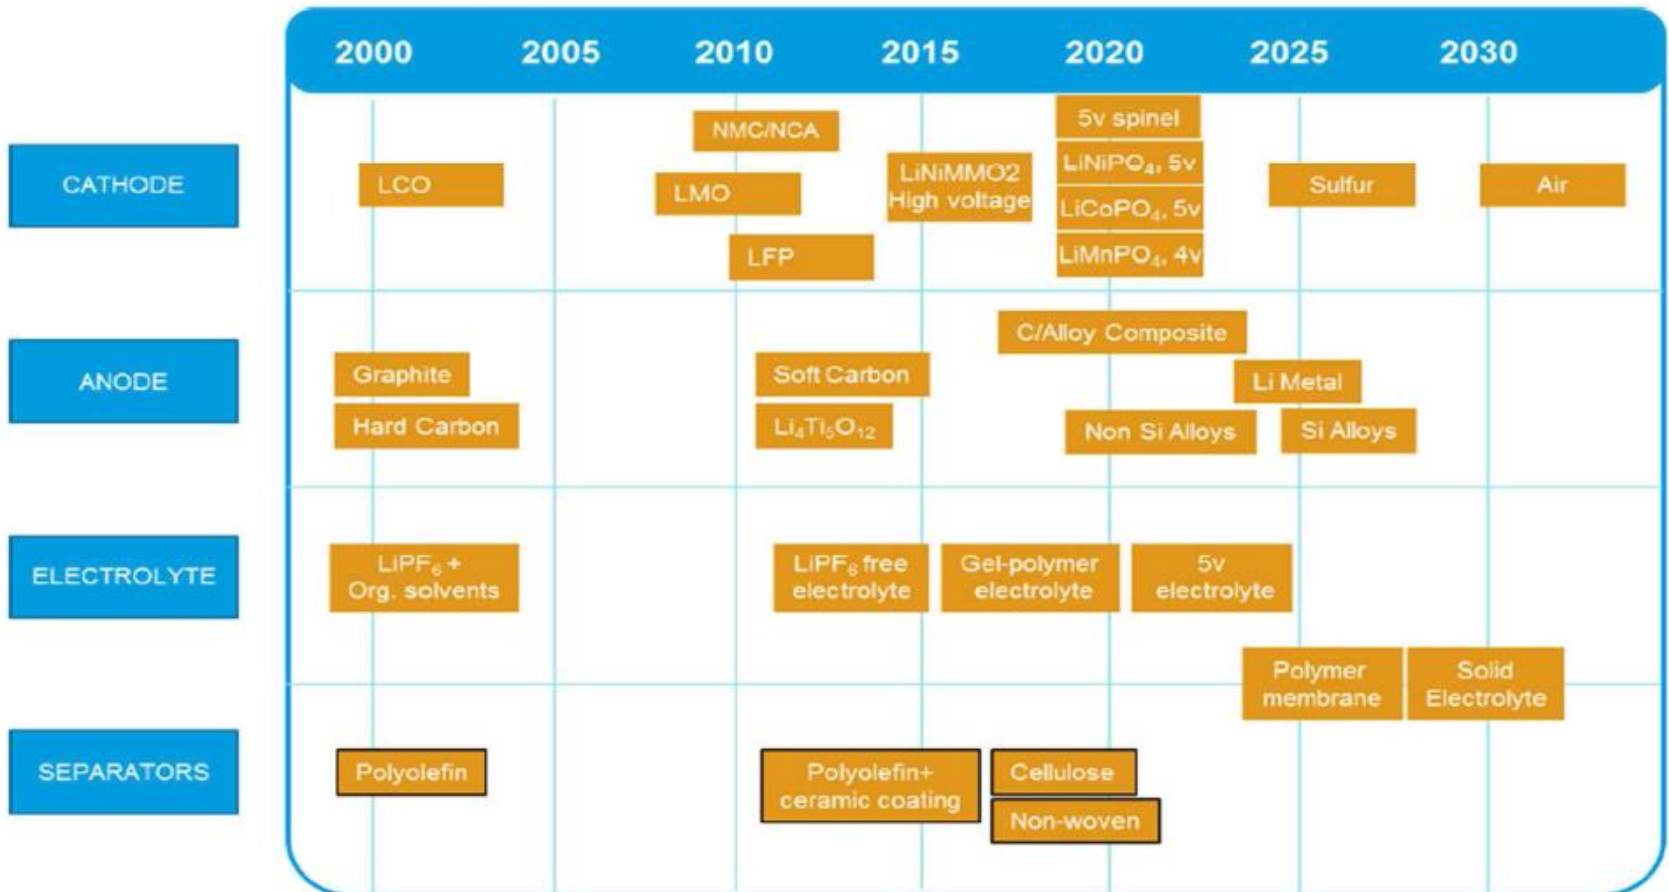 2000 2005 2010 2015 2020 2025 2030
CATHODE
LCO
NMC/NCA
LMO
LFP
LiNiMMO2
High voltage
5v spinel
LiNiPO₄, 5v
LiCoPO₄, 5v
LiMnPO₄, 4v
Sulfur
Air
ANODE
Graphite
Hard Carbon
Soft Carbon
Li₄Ti₅O₁₂
C/Alloy Composite
Non Si Alloys
Li Metal
Si Alloys
ELECTROLYTE
LiPF₆ +
Org. solvents
LiPF₆ free
electrolyte
Gel-polymer
electrolyte
5v
electrolyte
Polymer
membrane
Solid
Electrolyte
SEPARATORS
Polyolefin
Polyolefin+
ceramic coating
Cellulose
Non-woven